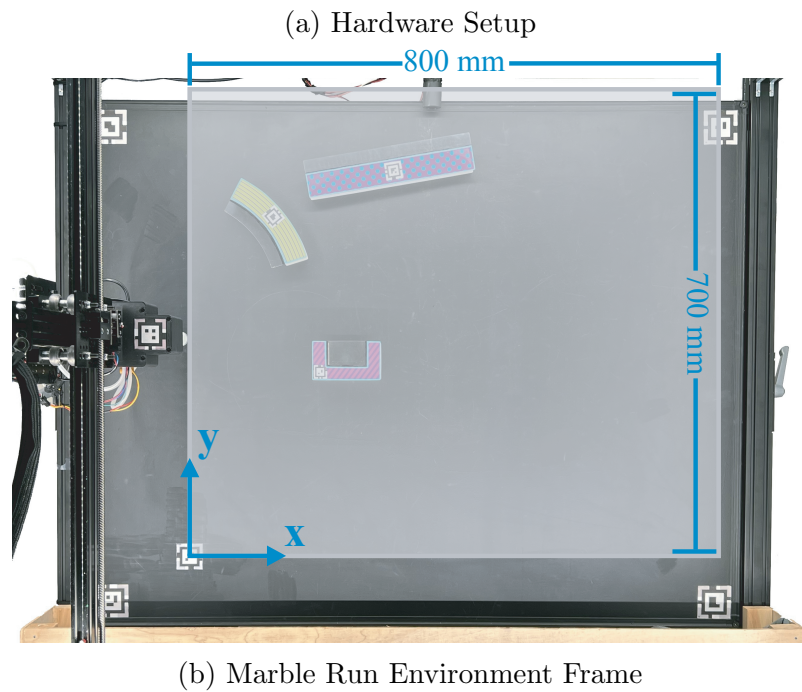 (a) Hardware Setup
800 mm
700 mm
y
x
(b) Marble Run Environment Frame